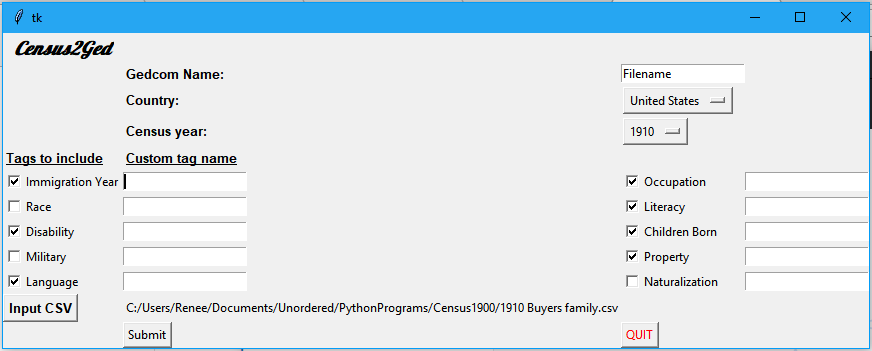 tk
Census2Ged
Gedcom Name: Filename
Country: United States
Census year: 1910
Tags to include Custom tag name
Immigration Year Occupation
Race Literacy
Disability Children Born
Military Property
Language Naturalization
Input CSV C:/Users/Renee/Documents/Unordered/PythonPrograms/Census1900/1910 Buyers family.csv
Submit QUIT